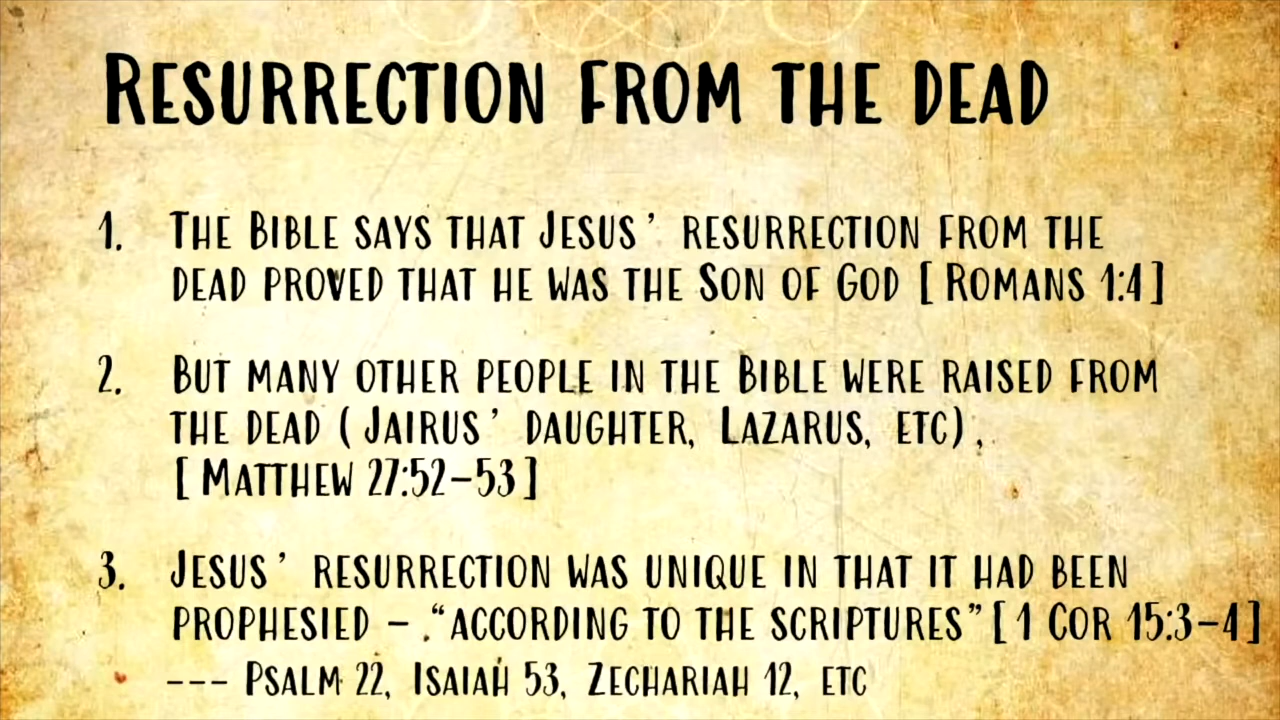 Resurrection from the dead
1. The Bible says that Jesus' resurrection from the
dead proved that he was the Son of God [Romans 1:4]
2. But many other people in the Bible were raised from
the dead (Jairus' daughter, Lazarus, etc),
[Matthew 27:52–53]
3. Jesus' resurrection was unique in that it had been
prophesied – .“according to the scriptures” [1 Cor 15:3–4]
--- Psalm 22, Isaiah 53, Zechariah 12, etc